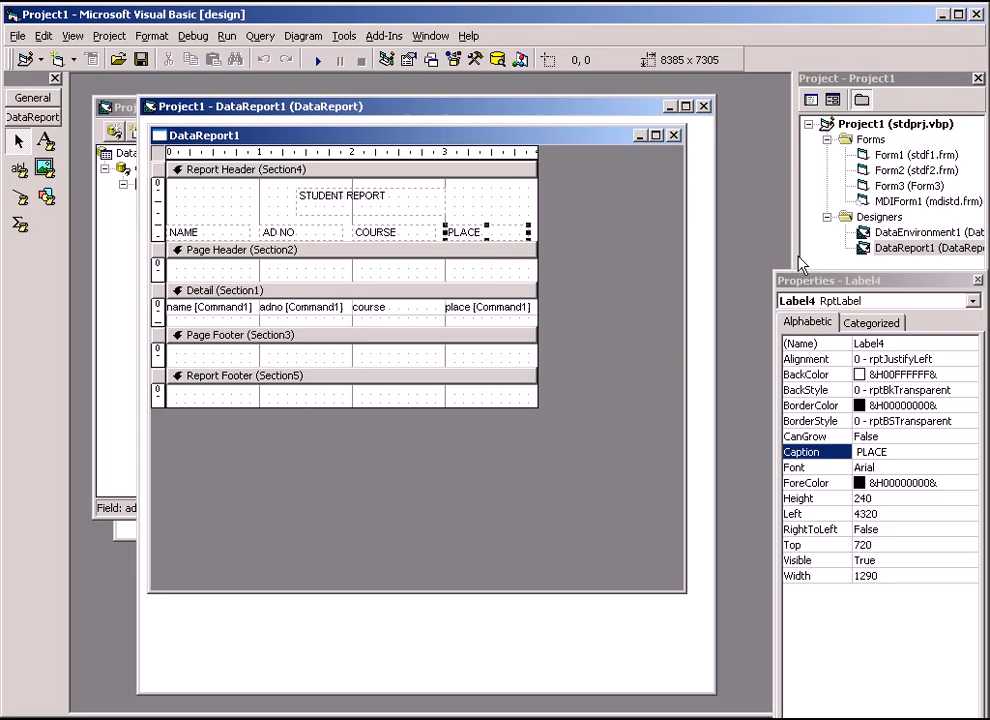 Project1 - Microsoft Visual Basic [design]
File Edit View Project Format Debug Run Query Diagram Tools Add-Ins Window Help
0, 0 8385 x 7305
General
DataReport
Project1 - DataReport1 (DataReport)
DataReport1
0 1 2 3
Report Header (Section4)
STUDENT REPORT
NAME AD NO COURSE PLACE
Page Header (Section2)
Detail (Section1)
name [Command1] adno [Command1] course place [Command1]
Page Footer (Section3)
Report Footer (Section5)
Field: ad
Project - Project1
Project1 (stdprj.vbp)
Forms
Form1 (stdf1.frm)
Form2 (stdf2.frm)
Form3 (Form3)
MDIForm1 (mdistd.frm)
Designers
DataEnvironment1 (Dat
DataReport1 (DataRep
Properties - Label4
Label4 RptLabel
Alphabetic Categorized
(Name) Label4
Alignment 0 - rptJustifyLeft
BackColor &H00FFFFFF&
BackStyle 0 - rptBkTransparent
BorderColor &H00000000&
BorderStyle 0 - rptBSTransparent
CanGrow False
Caption PLACE
Font Arial
ForeColor &H00000000&
Height 240
Left 4320
RightToLeft False
Top 720
Visible True
Width 1290